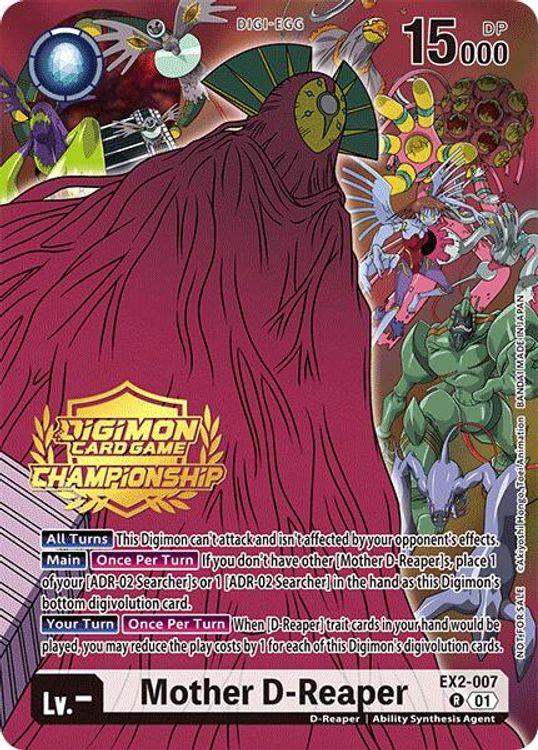 DIGI-EGG
DP
15000
DIGIMON
CARD GAME
CHAMPIONSHIP
All Turns This Digimon can't attack and isn't affected by your opponent's effects.
Main Once Per Turn If you don't have other [Mother D-Reaper]s, place 1
of your [ADR-02 Searcher]s or 1 [ADR-02 Searcher] in the hand as this Digimon's
bottom digivolution card.
Your Turn Once Per Turn When [D-Reaper] trait cards in your hand would be
played, you may reduce the play costs by 1 for each of this Digimon's digivolution cards.
NOT FOR SALE ©Akiyoshi Hongo, Toei Animation BANDAI MADE IN JAPAN
Lv.-
Mother D-Reaper
EX2-007
R 01
D-Reaper | Ability Synthesis Agent